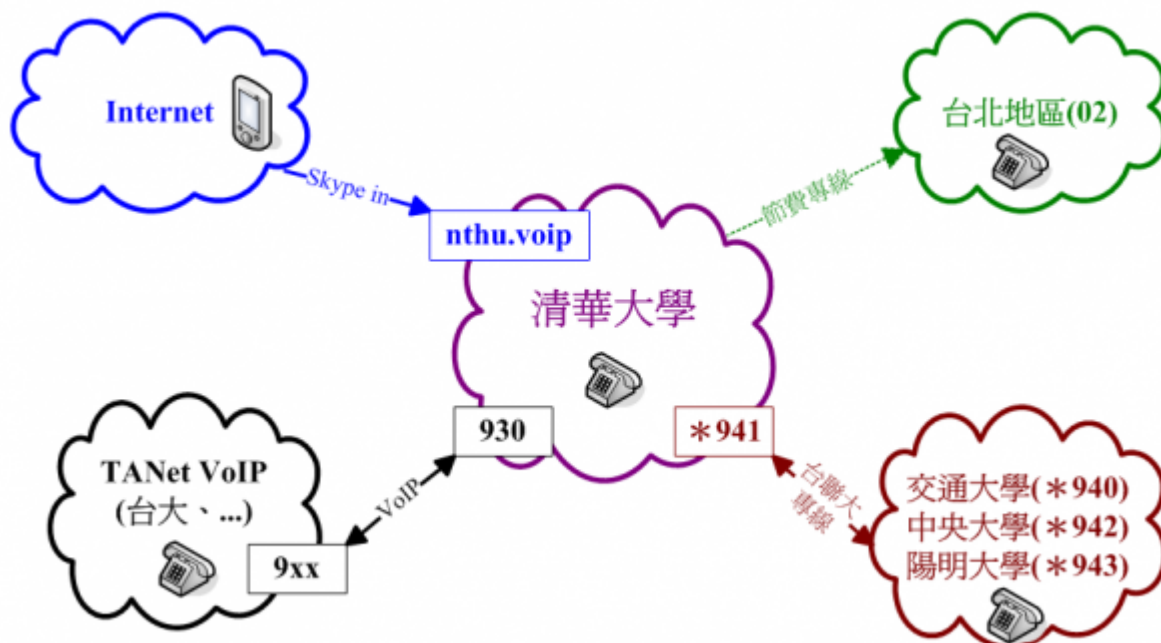 Internet
台北地區(02)
Skype in
節費專線
nthu.voip
清華大學
930
＊941
TANet VoIP
(台大、...)
VoIP
9xx
台聯大
專線
交通大學(＊940)
中央大學(＊942)
陽明大學(＊943)